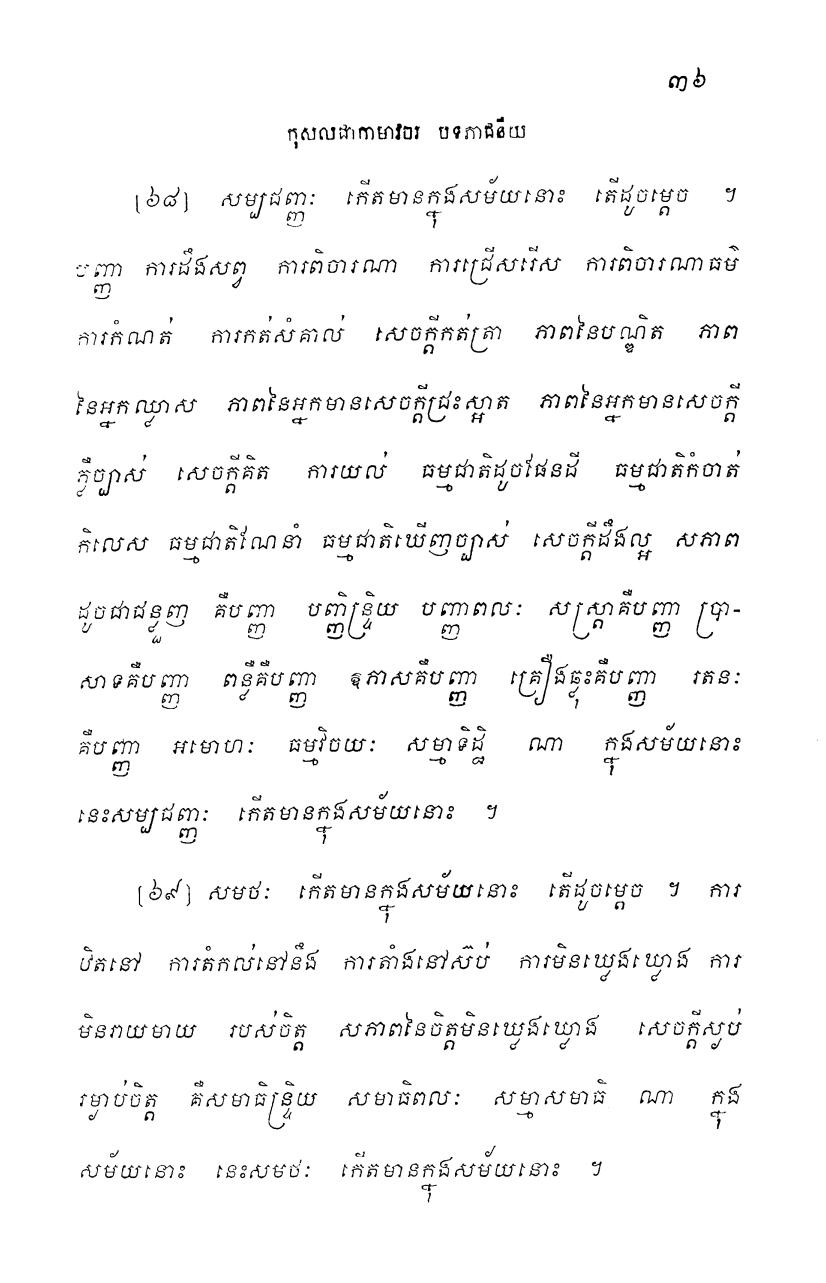 ៣៦
កុសលជាកាមាវចរ បទភាជនីយ
[៦៨] សម្បជញ្ញៈ កើតមានក្នុងសម័យនោះ តើដូចម្តេច ។
បញ្ញា ការដឹងសព្វ ការពិចារណា ការជ្រើសរើស ការពិចារណាធម៌
ការកំណត់ ការកត់សំគាល់ សេចក្តីកត់ត្រា ភាពនៃបណ្ឌិត ភាព
នៃអ្នកឈ្លាស ភាពនៃអ្នកមានសេចក្តីជ្រះស្អាត ភាពនៃអ្នកមានសេចក្តី
ភ្លឺច្បាស់ សេចក្តីគិត ការយល់ ធម្មជាតិដូចផែនដី ធម្មជាតិកំចាត់
កិលេស ធម្មជាតិណែនាំ ធម្មជាតិឃើញច្បាស់ សេចក្តីដឹងល្អ សភាព
ដូចជាជន្លួញ គឺបញ្ញា បញ្ញិន្ទ្រិយ បញ្ញាពលៈ សស្ត្រាគឺបញ្ញា ប្រា-
សាទគឺបញ្ញា ពន្លឺគឺបញ្ញា ឱភាសគឺបញ្ញា គ្រឿងឆ្លុះគឺបញ្ញា រតនៈ
គឺបញ្ញា អមោហៈ ធម្មវិចយៈ សម្មាទិដ្ឋិ ណា ក្នុងសម័យនោះ
នេះសម្បជញ្ញៈ កើតមានក្នុងសម័យនោះ ។
[៦៩] សមថៈ កើតមានក្នុងសម័យនោះ តើដូចម្តេច ។ ការ
ឋិតនៅ ការតំកល់នៅនឹង ការតាំងនៅស៊ប់ ការមិនឃ្លេងឃ្លោង ការ
មិនរាយមាយ របស់ចិត្ត សភាពនៃចិត្តមិនឃ្លេងឃ្លោង សេចក្តីស្ងប់
រម្ងាប់ចិត្ត គឺសមាធិន្ទ្រិយ សមាធិពលៈ សម្មាសមាធិ ណា ក្នុង
សម័យនោះ នេះសមថៈ កើតមានក្នុងសម័យនោះ ។